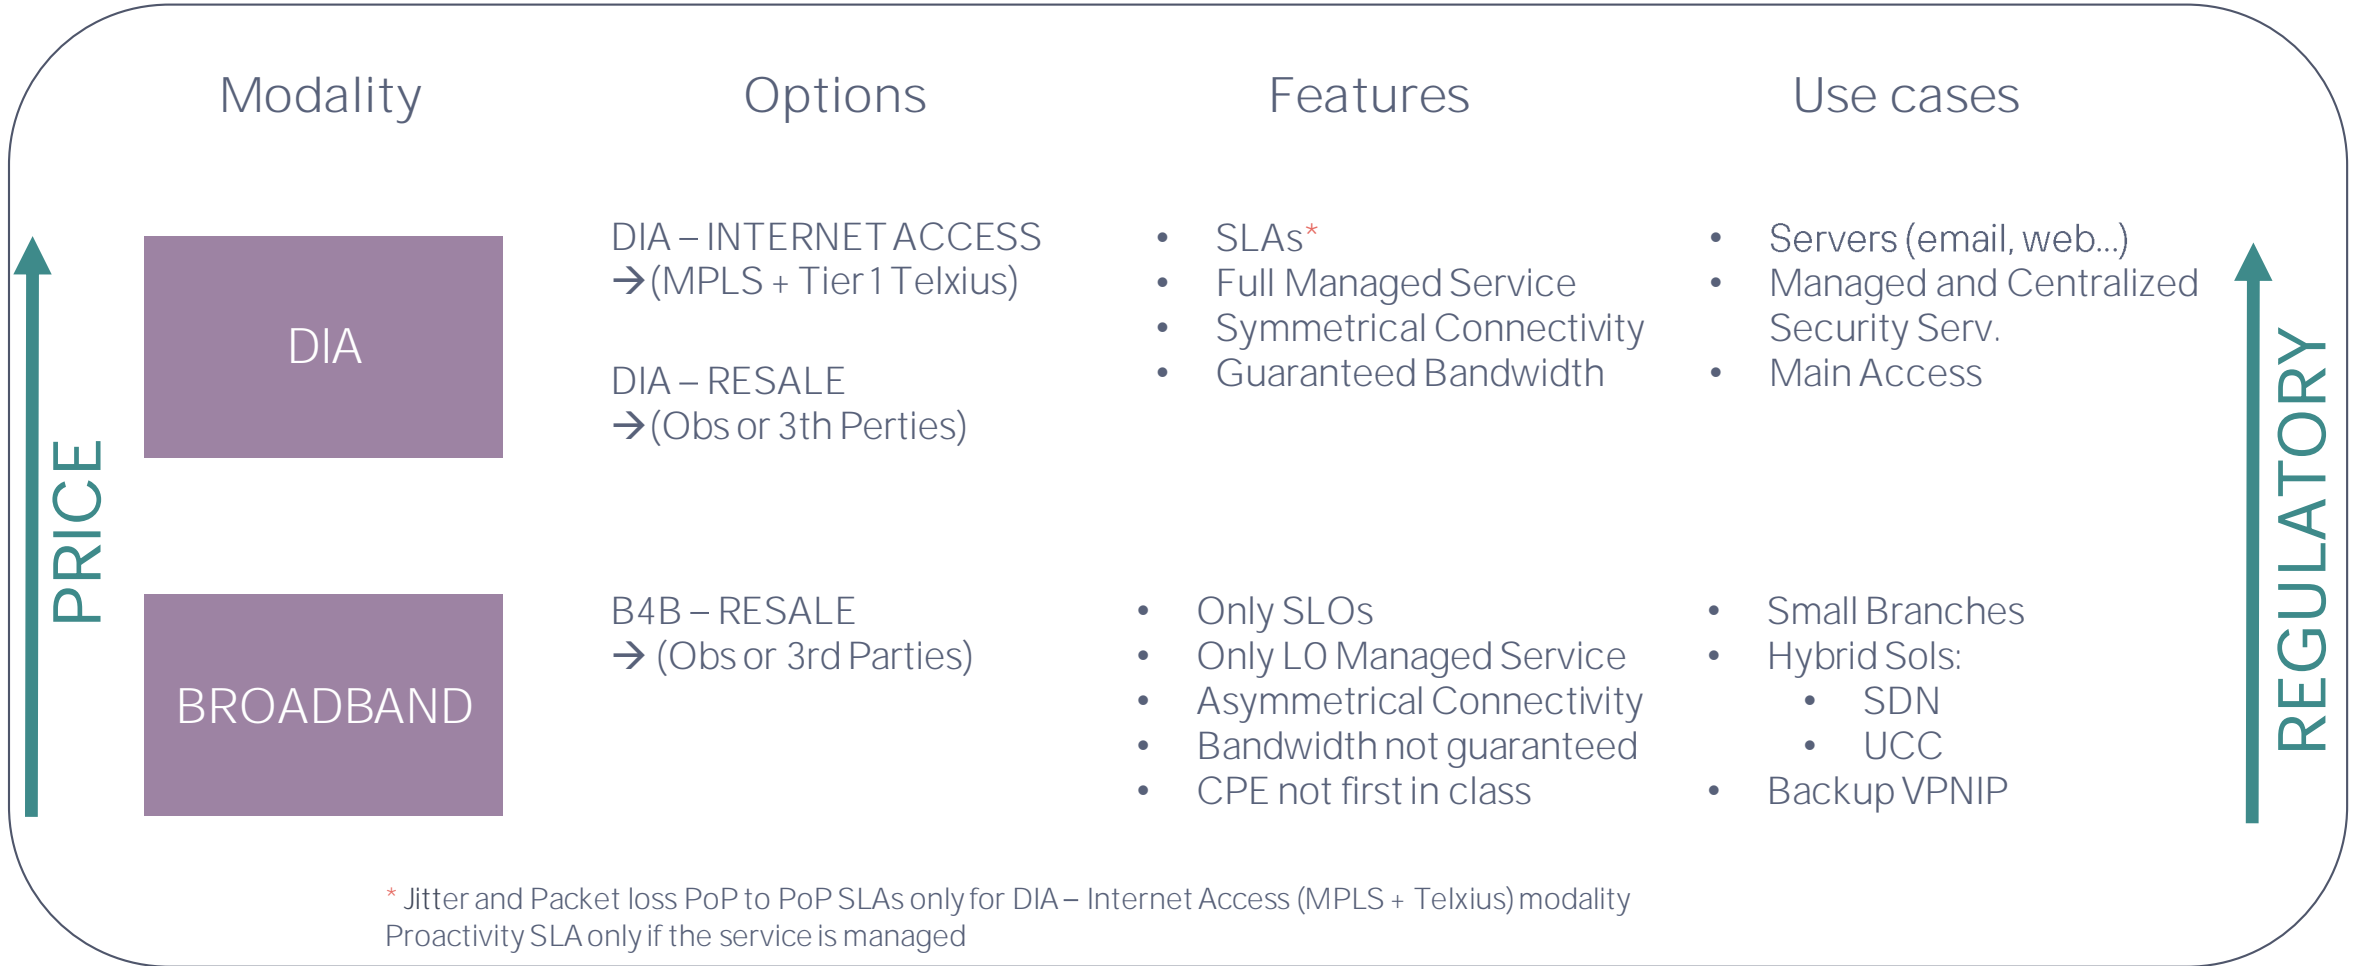 Modality
Options
Features
Use cases
PRICE
DIA
DIA – INTERNET ACCESS
→(MPLS + Tier 1 Telxius)
DIA – RESALE
→(Obs or 3th Perties)
• SLAs*
• Full Managed Service
• Symmetrical Connectivity
• Guaranteed Bandwidth
• Servers (email, web...)
• Managed and Centralized
Security Serv.
• Main Access
BROADBAND
B4B – RESALE
→ (Obs or 3rd Parties)
• Only SLOs
• Only L0 Managed Service
• Asymmetrical Connectivity
• Bandwidth not guaranteed
• CPE not first in class
• Small Branches
• Hybrid Sols:
• SDN
• UCC
• Backup VPNIP
REGULATORY
* Jitter and Packet loss PoP to PoP SLAs only for DIA – Internet Access (MPLS + Telxius) modality
Proactivity SLA only if the service is managed